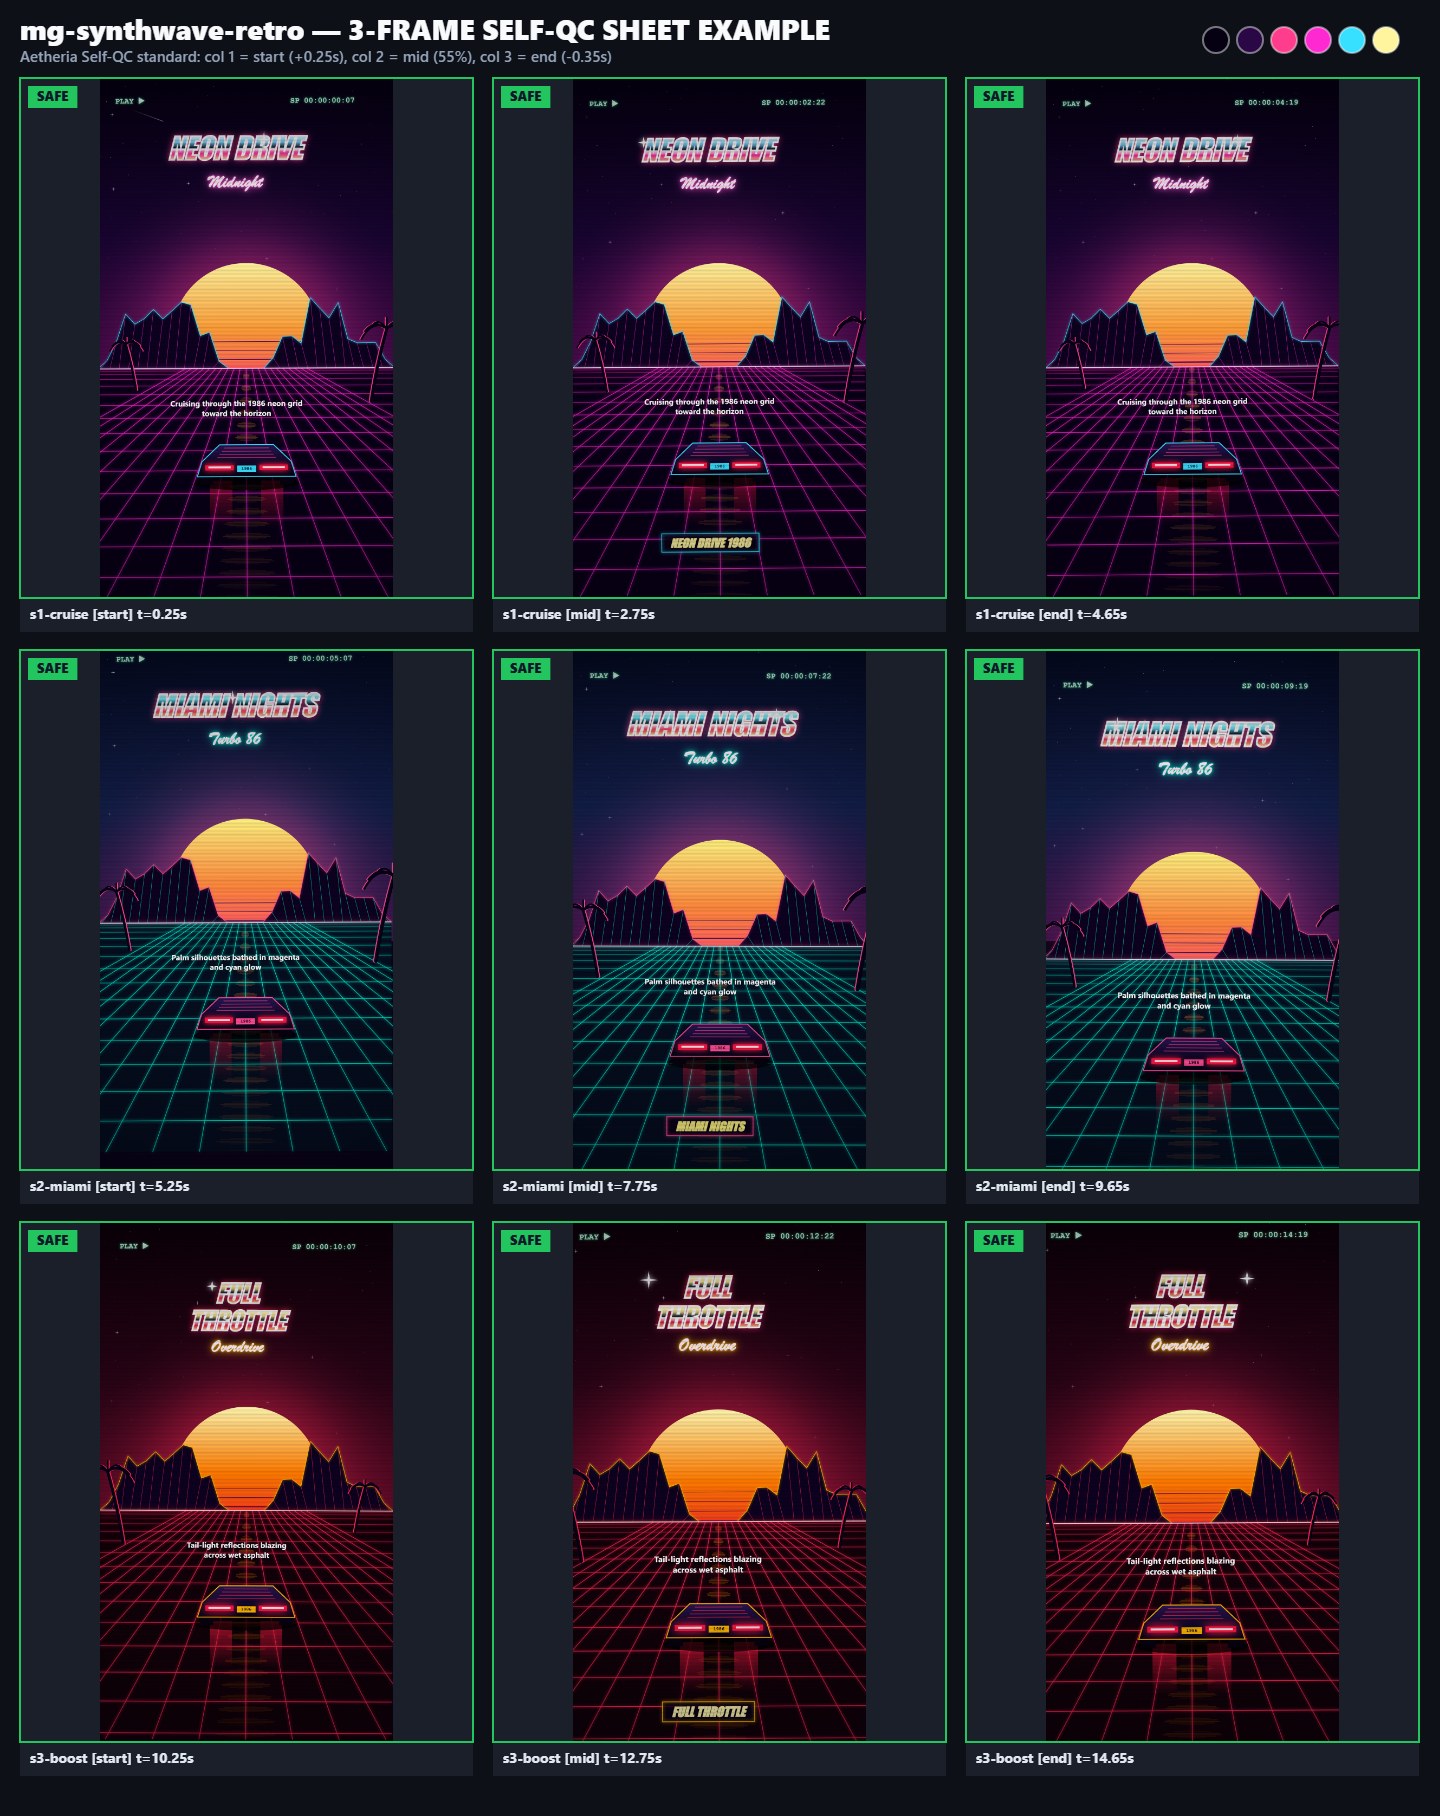 mg-synthwave-retro — 3-FRAME SELF-QC SHEET EXAMPLE
Aetheria Self-QC standard: col 1 = start (+0.25s), col 2 = mid (55%), col 3 = end (-0.35s)
SAFE
PLAY ▶ SP 00:00:00:07
NEON DRIVE
Midnight
Cruising through the 1986 neon grid
toward the horizon
s1-cruise [start] t=0.25s
SAFE
PLAY ▶ SP 00:00:02:22
NEON DRIVE
Midnight
Cruising through the 1986 neon grid
toward the horizon
NEON DRIVE 1986
s1-cruise [mid] t=2.75s
SAFE
PLAY ▶ SP 00:00:04:19
NEON DRIVE
Midnight
Cruising through the 1986 neon grid
toward the horizon
s1-cruise [end] t=4.65s
SAFE
PLAY ▶ SP 00:00:05:07
MIAMI NIGHTS
Turbo 86
Palm silhouettes bathed in magenta
and cyan glow
s2-miami [start] t=5.25s
SAFE
PLAY ▶ SP 00:00:07:22
MIAMI NIGHTS
Turbo 86
Palm silhouettes bathed in magenta
and cyan glow
MIAMI NIGHTS
s2-miami [mid] t=7.75s
SAFE
PLAY ▶ SP 00:00:09:19
MIAMI NIGHTS
Turbo 86
Palm silhouettes bathed in magenta
and cyan glow
s2-miami [end] t=9.65s
SAFE
PLAY ▶ SP 00:00:10:07
FULL
THROTTLE
Overdrive
Tail-light reflections blazing
across wet asphalt
s3-boost [start] t=10.25s
SAFE
PLAY ▶ SP 00:00:12:22
FULL
THROTTLE
Overdrive
Tail-light reflections blazing
across wet asphalt
FULL THROTTLE
s3-boost [mid] t=12.75s
SAFE
PLAY ▶ SP 00:00:14:19
FULL
THROTTLE
Overdrive
Tail-light reflections blazing
across wet asphalt
s3-boost [end] t=14.65s